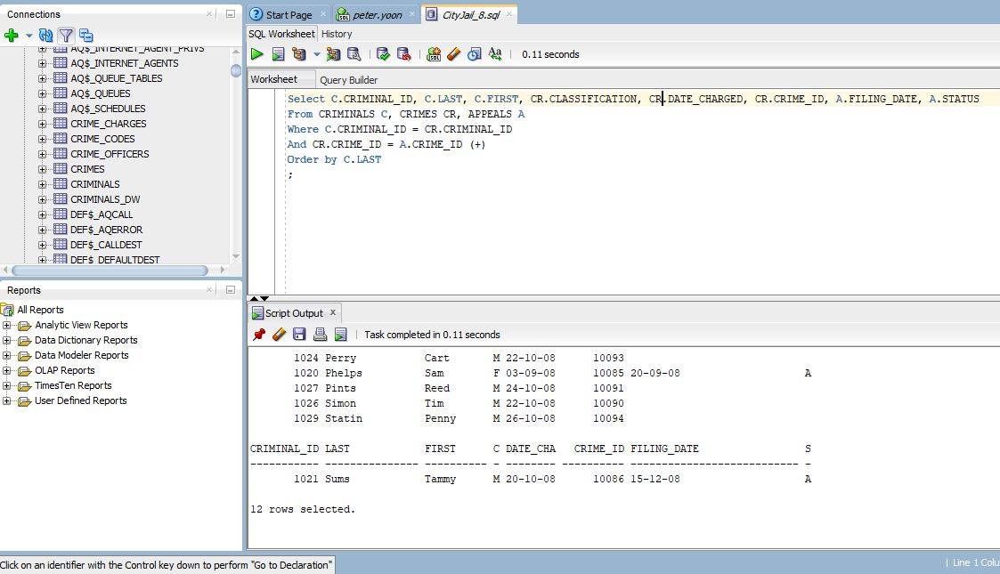 Connections
AQ$_INTERNET_AGENT_PRIVS
AQ$_INTERNET_AGENTS
AQ$_QUEUE_TABLES
AQ$_QUEUES
AQ$_SCHEDULES
CRIME_CHARGES
CRIME_CODES
CRIME_OFFICERS
CRIMES
CRIMINALS
CRIMINALS_DW
DEF$_AQCALL
DEF$_AQERROR
DEF$_CALLDEST
DEF$_DEFAULTDEST
Reports
All Reports
Analytic View Reports
Data Dictionary Reports
Data Modeler Reports
OLAP Reports
TimesTen Reports
User Defined Reports
Start Page
peter.yoon
CityJail_8.sql
SQL Worksheet History
0.11 seconds
Worksheet Query Builder
Select C.CRIMINAL_ID, C.LAST, C.FIRST, CR.CLASSIFICATION, CR.DATE_CHARGED, CR.CRIME_ID, A.FILING_DATE, A.STATUS
From CRIMINALS C, CRIMES CR, APPEALS A
Where C.CRIMINAL_ID = CR.CRIMINAL_ID
And CR.CRIME_ID = A.CRIME_ID (+)
Order by C.LAST
;
Script Output
Task completed in 0.11 seconds
1024 Perry Cart M 22-10-08 10093
1020 Phelps Sam F 03-09-08 10085 20-09-08 A
1027 Pints Reed M 24-10-08 10091
1026 Simon Tim M 22-10-08 10090
1029 Statin Penny M 26-10-08 10094
CRIMINAL_ID LAST FIRST C DATE_CHA CRIME_ID FILING_DATE S
----------- --------------- ---------- - -------- ---------- --------------------------- -
1021 Sums Tammy M 20-10-08 10086 15-12-08 A
12 rows selected.
Click on an identifier with the Control key down to perform "Go to Declaration"
| Line 1 Colu